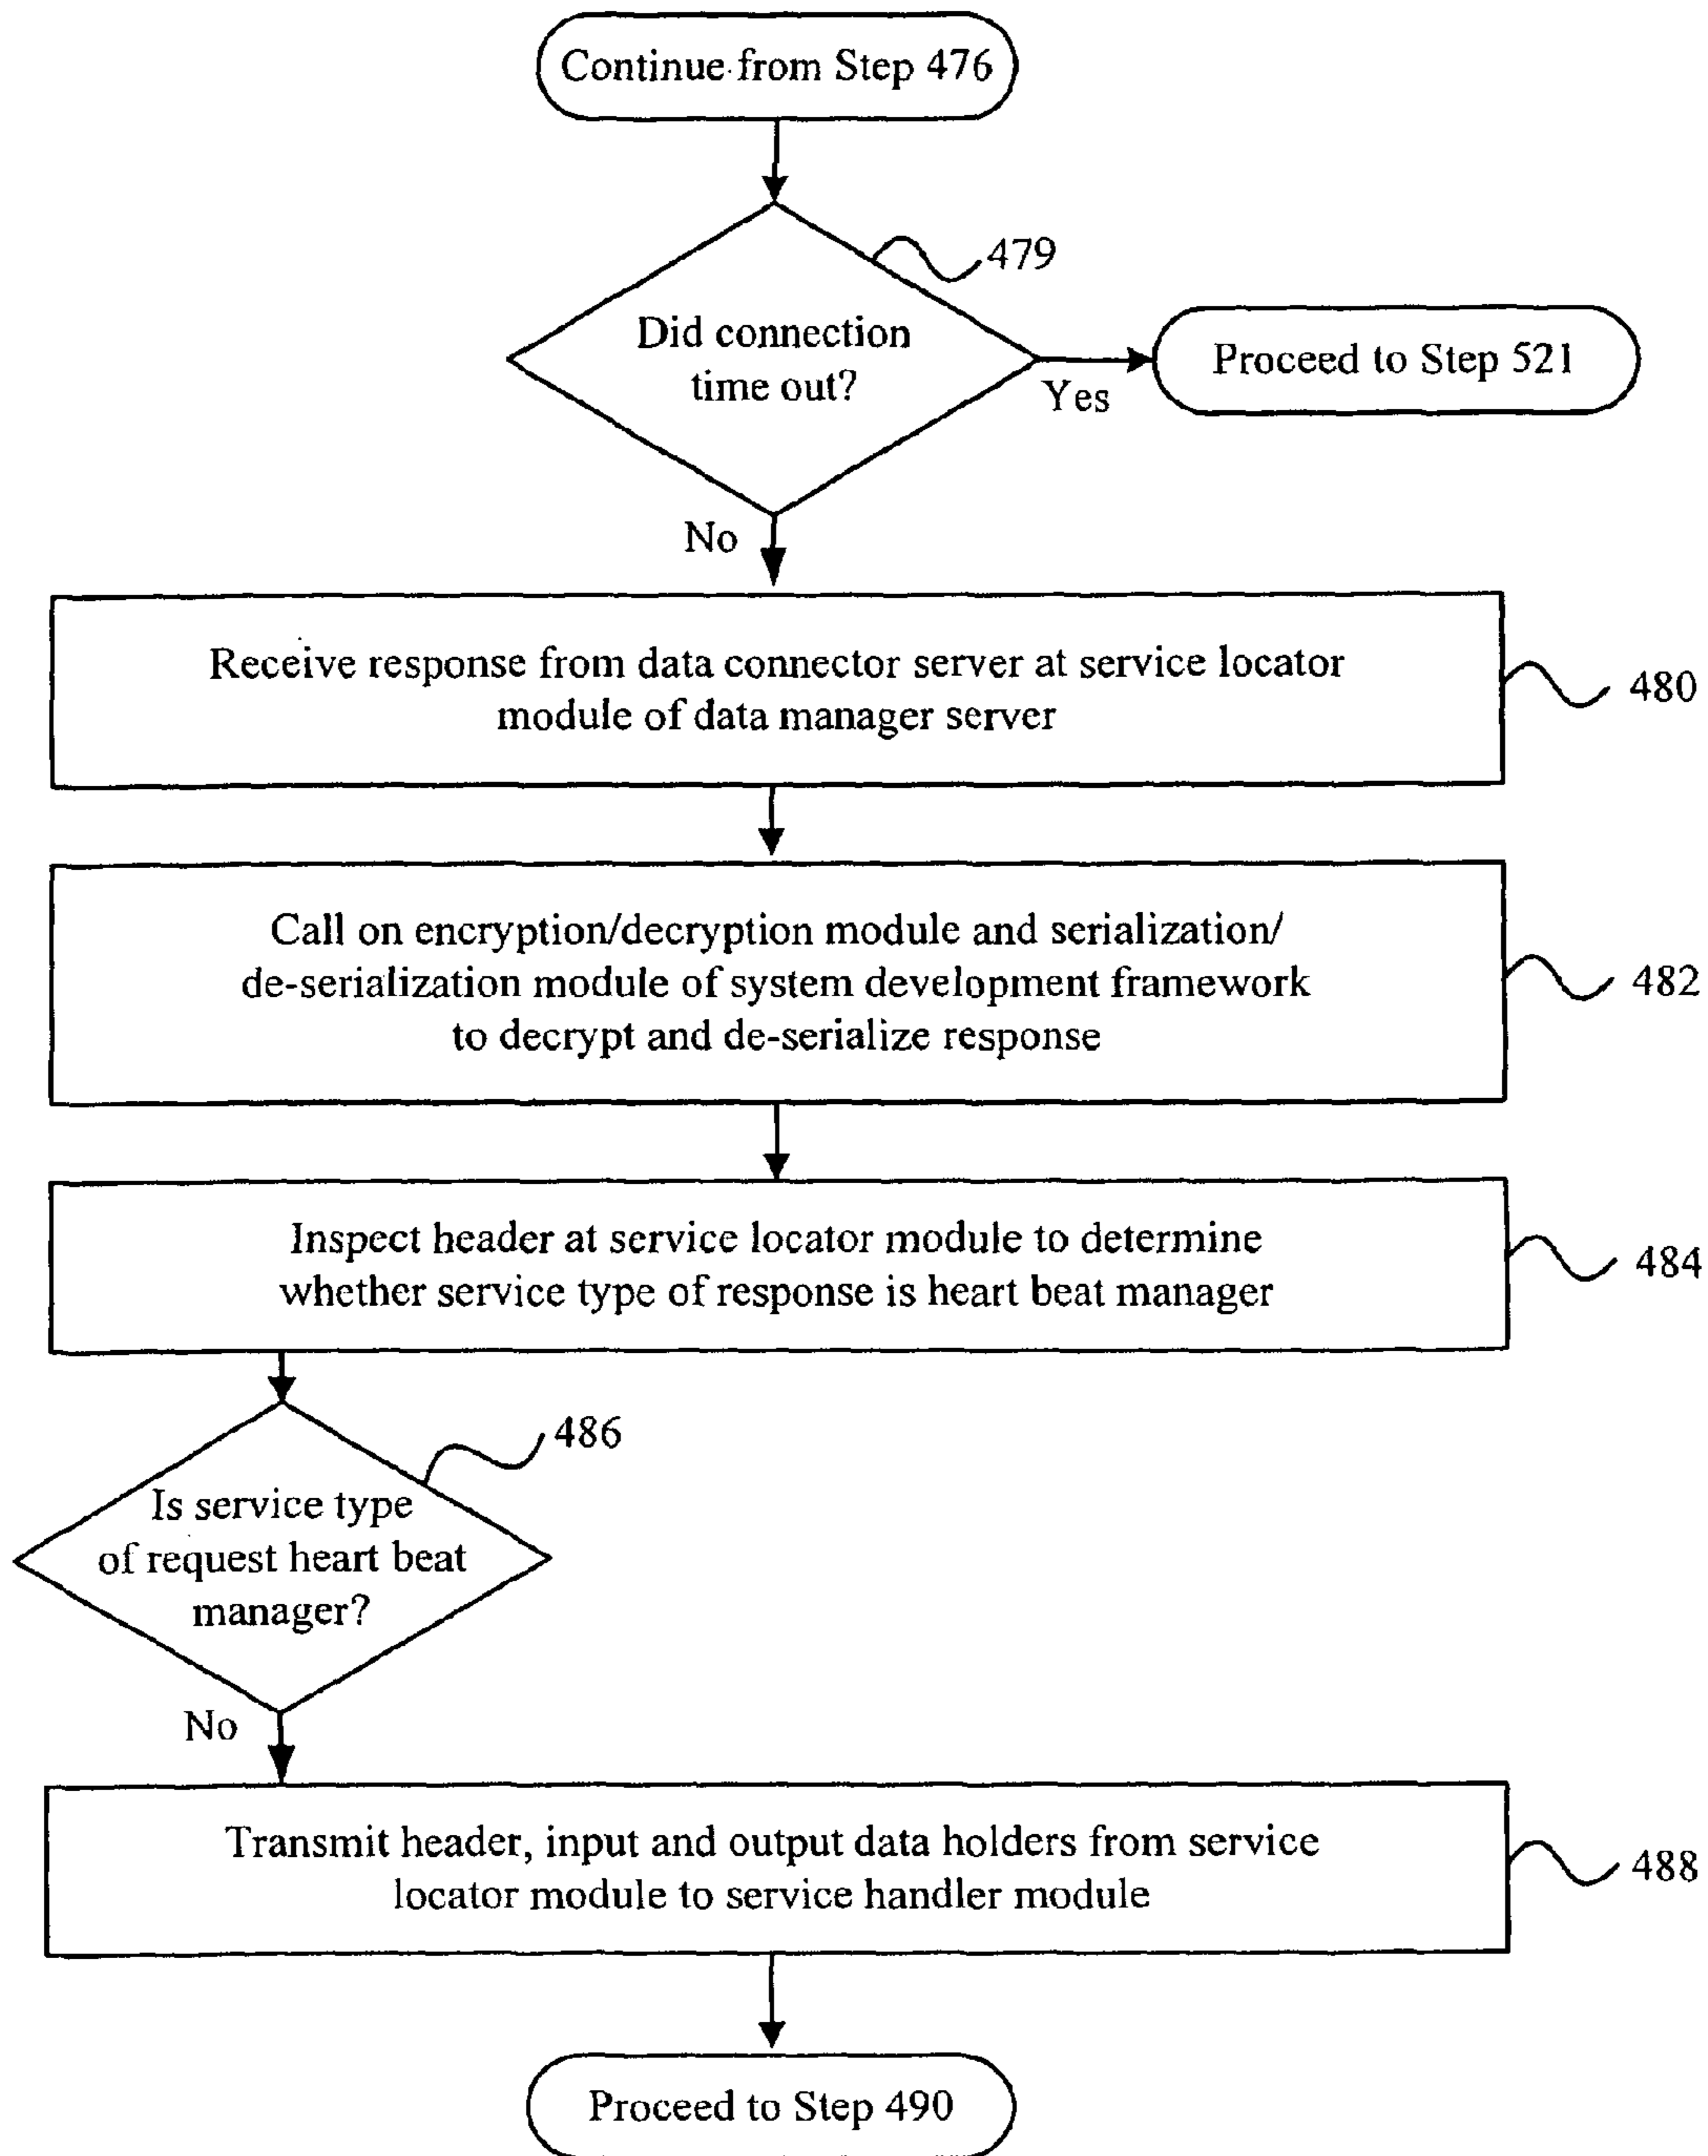 Continue from Step 476
479
Did connection
time out?
Yes
Proceed to Step 521
No
Receive response from data connector server at service locator
module of data manager server
480
Call on encryption/decryption module and serialization/
de-serialization module of system development framework
to decrypt and de-serialize response
482
Inspect header at service locator module to determine
whether service type of response is heart beat manager
484
486
Is service type
of request heart beat
manager?
No
Transmit header, input and output data holders from service
locator module to service handler module
488
Proceed to Step 490